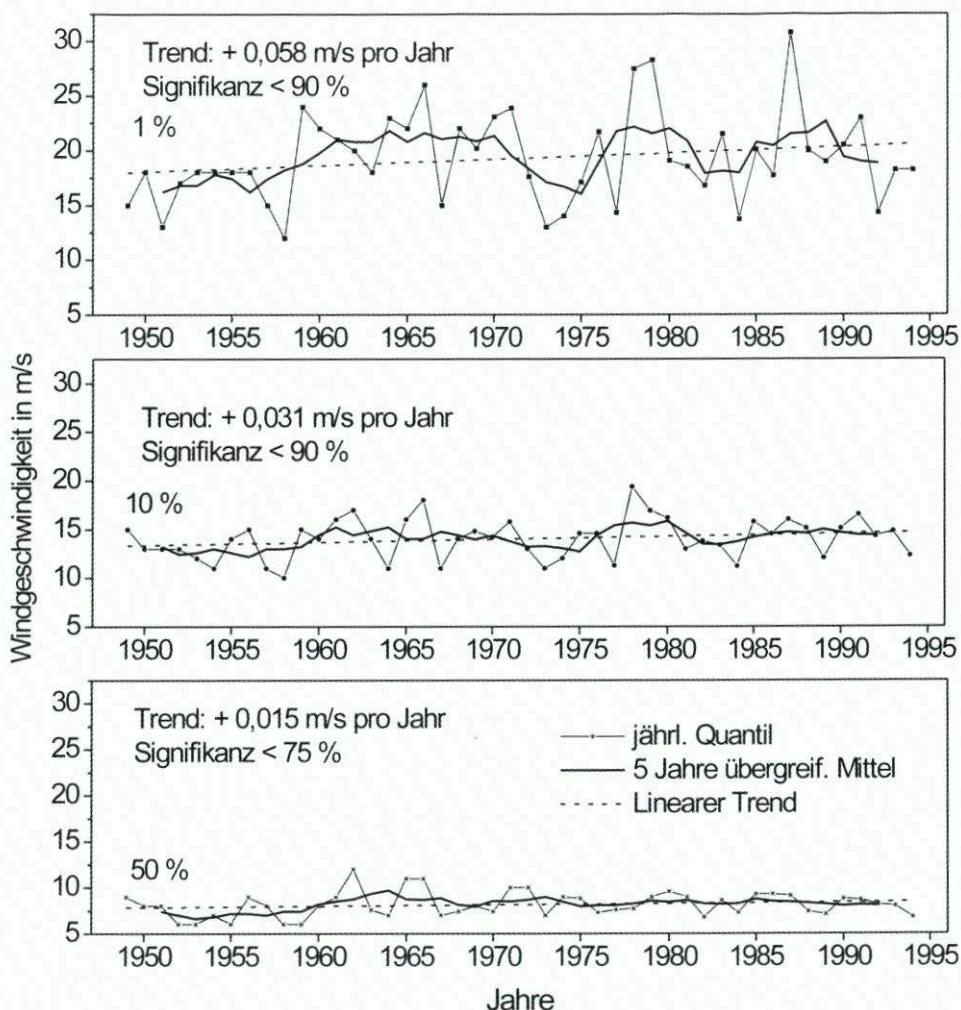 Windgeschwindigkeit in m/s
30
25
20
15
10
5
Trend: + 0,058 m/s pro Jahr
Signifikanz < 90 %
1 %
1950 1955 1960 1965 1970 1975 1980 1985 1990 1995
30
25
20
15
10
5
Trend: + 0,031 m/s pro Jahr
Signifikanz < 90 %
10 %
1950 1955 1960 1965 1970 1975 1980 1985 1990 1995
30
25
20
15
10
5
Trend: + 0,015 m/s pro Jahr
Signifikanz < 75 %
50 %
jährl. Quantil
5 Jahre übergreif. Mittel
Linearer Trend
1950 1955 1960 1965 1970 1975 1980 1985 1990 1995
Jahre